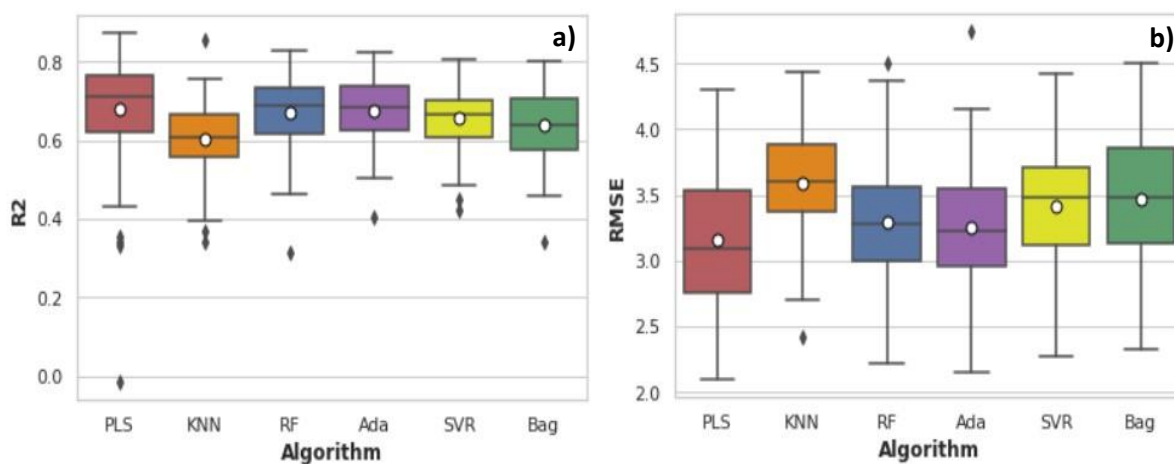 a)
R2
0.8
0.6
0.4
0.2
0.0
PLS KNN RF Ada SVR Bag
Algorithm
b)
RMSE
4.5
4.0
3.5
3.0
2.5
2.0
PLS KNN RF Ada SVR Bag
Algorithm